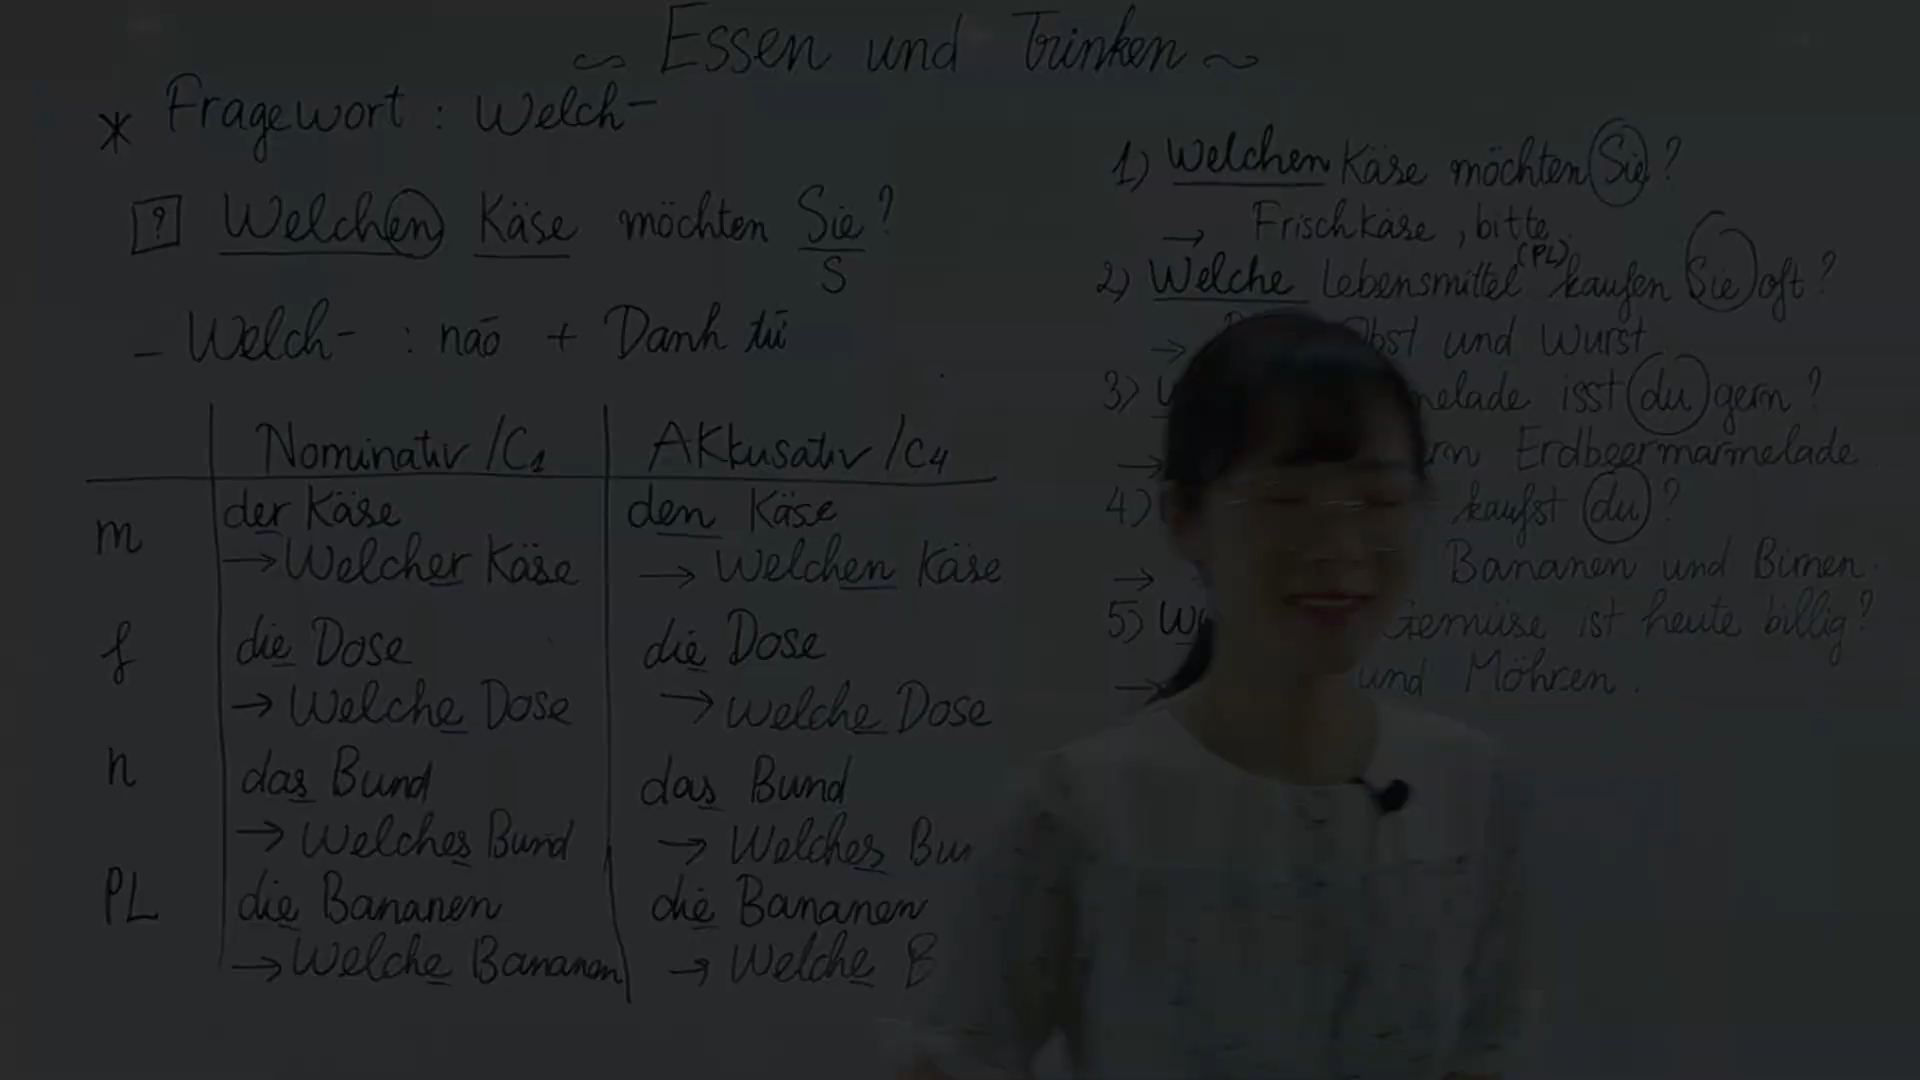 ~ Essen und Trinken ~
* Fragewort : Welch-
? Welchen Käse möchten Sie?
S
- Welch- : nào + Danh từ
Nominativ /C1 Akkusativ /C4
m der Käse den Käse
→ Welcher Käse → Welchen Käse
f die Dose die Dose
→ Welche Dose → Welche Dose
n das Bund das Bund
→ Welches Bund → Welches Bun
PL die Bananen die Bananen
→ Welche Bananen → Welche B
1) Welchen Käse möchten Sie?
→ Frischkäse, bitte.
2) Welche Lebensmittel (PL) kaufen Sie oft?
→ Obst und Wurst
3) isst du gern?
→ Erdbeermarmelade
4) kaufst du?
→ Bananen und Birnen.
5) Gemüse ist heute billig?
→ und Möhren.